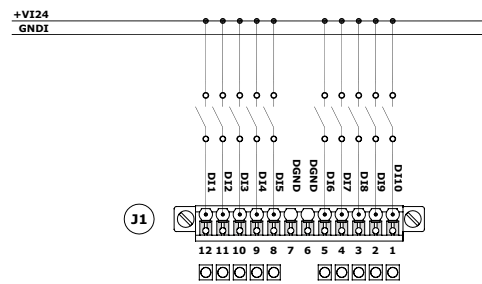 +VI24
GNDI
DI1 DI2 DI3 DI4 DI5 DGND DGND DI6 DI7 DI8 DI9 DI10
J1
12 11 10 9 8 7 6 5 4 3 2 1